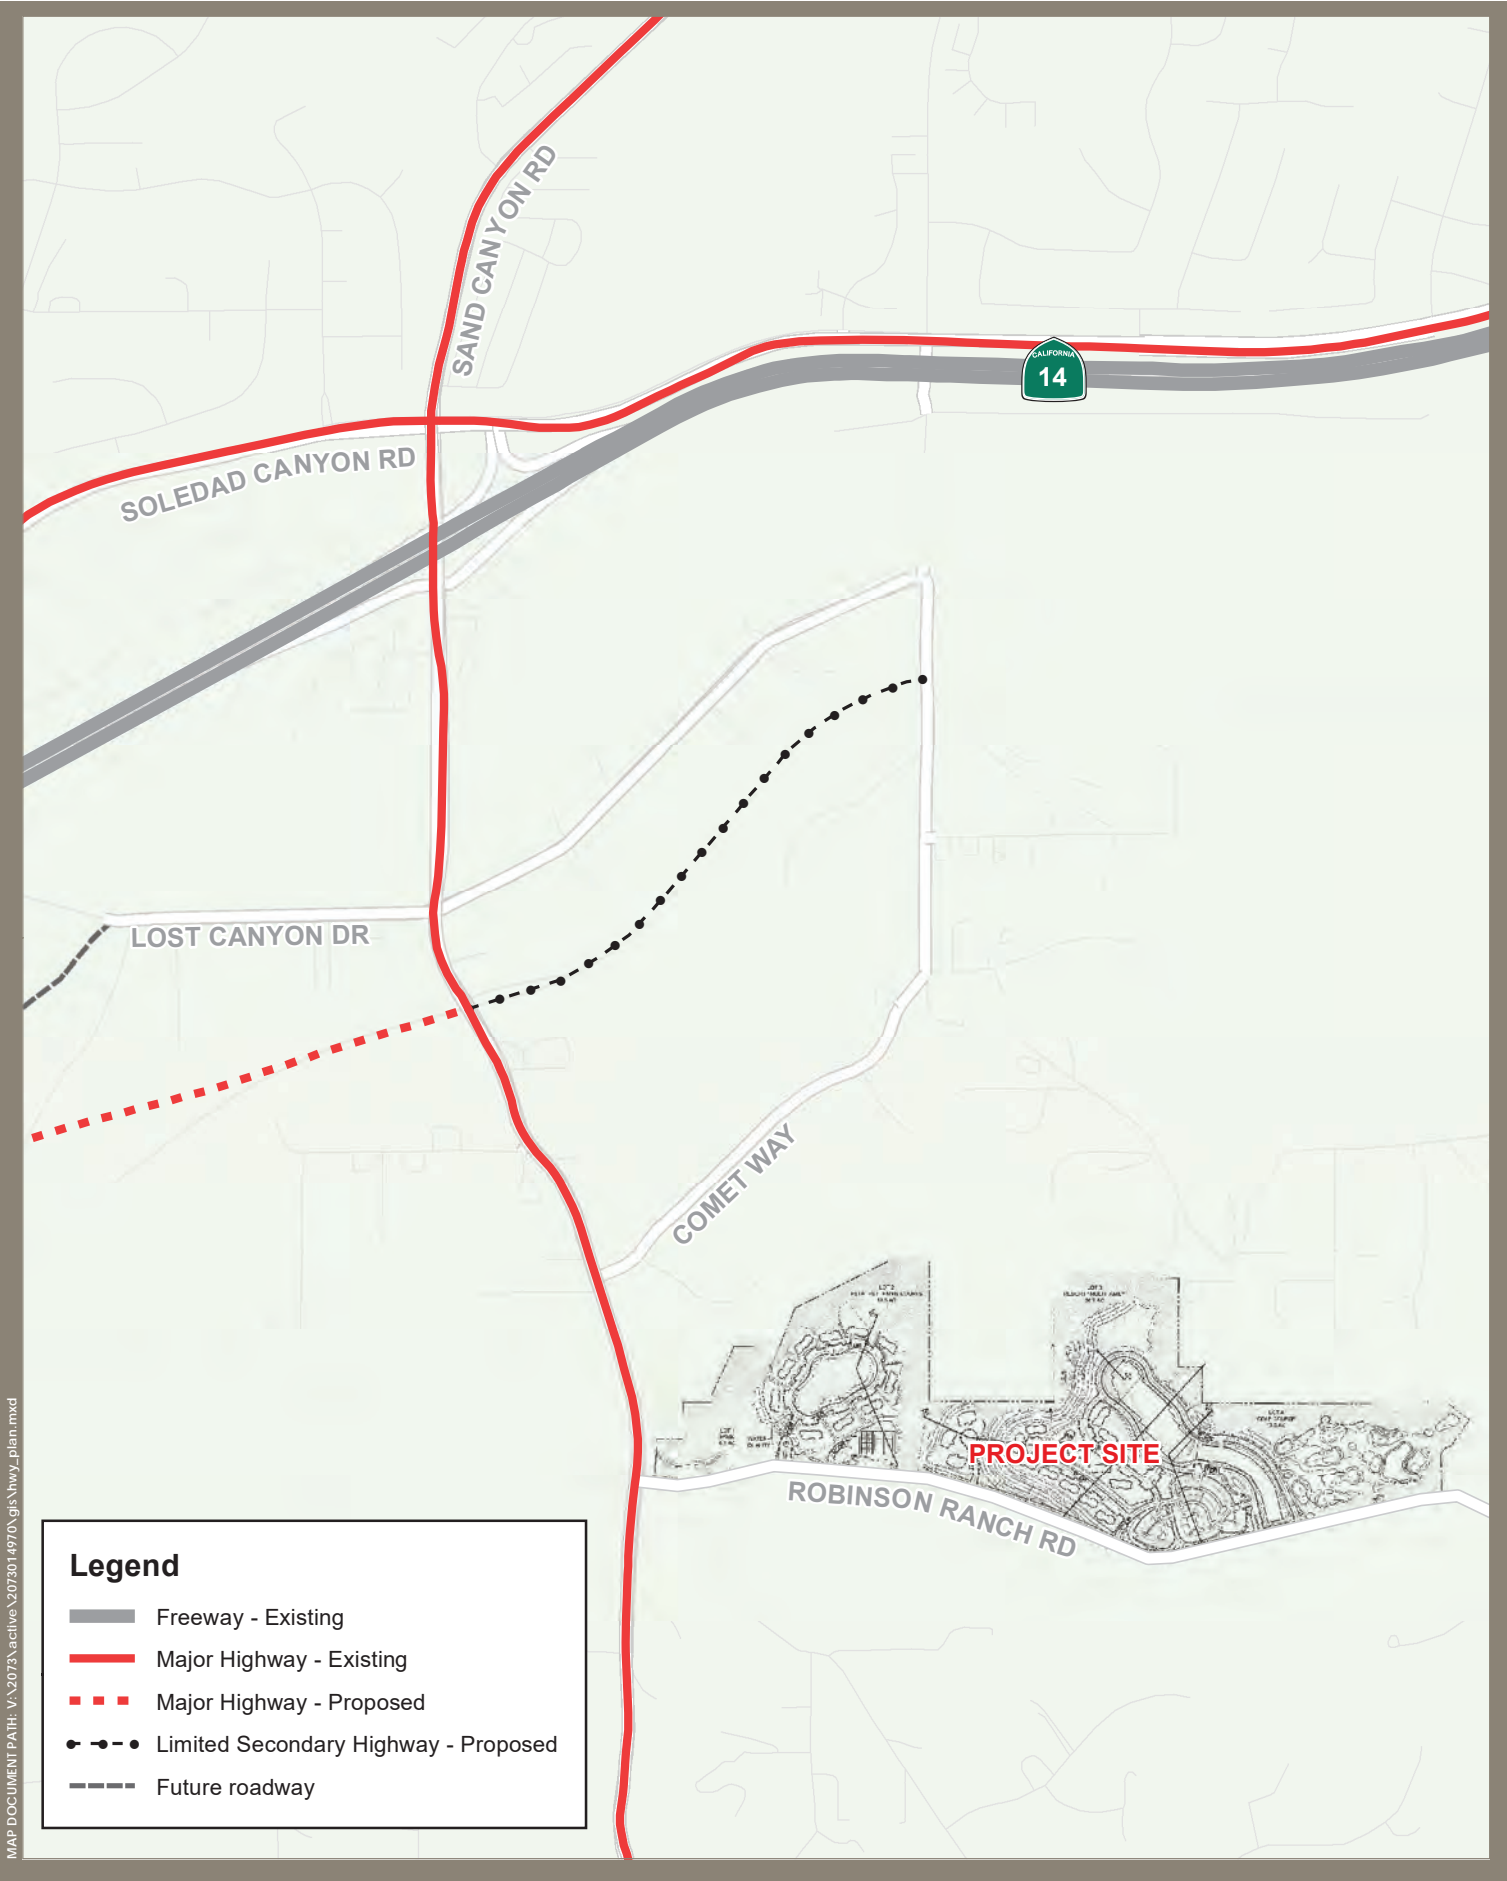 SAND CANYON RD
CALIFORNIA
14
SOLEDAD CANYON RD
LOST CANYON DR
COMET WAY
PROJECT SITE
ROBINSON RANCH RD
Legend
Freeway - Existing
Major Highway - Existing
Major Highway - Proposed
Limited Secondary Highway - Proposed
Future roadway
MAP DOCUMENT PATH: V:\2073\active\2073014970\gis\hwy_plan.mxd